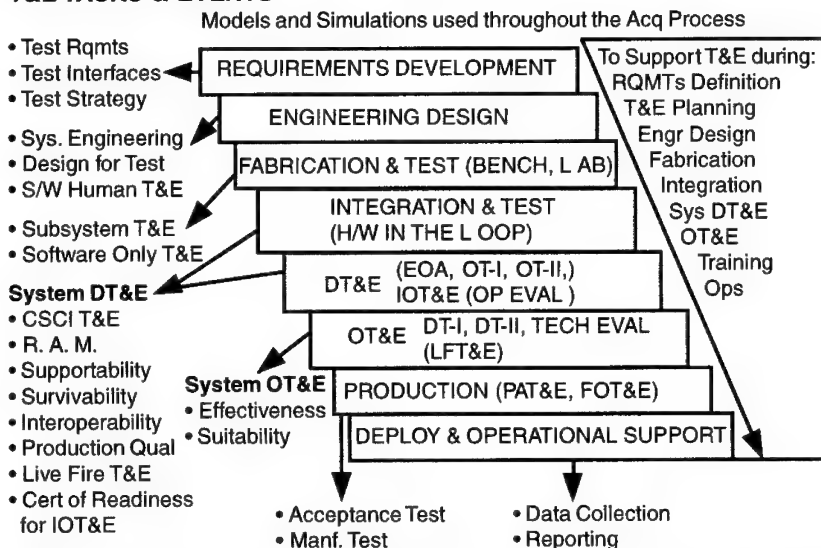 Models and Simulations used throughout the Acq Process
• Test Rqmts
• Test Interfaces
• Test Strategy
• Sys. Engineering
• Design for Test
• S/W Human T&E
• Subsystem T&E
• Software Only T&E
System DT&E
• CSCI T&E
• R. A. M.
• Supportability
• Survivability
• Interoperability
• Production Qual
• Live Fire T&E
• Cert of Readiness
for IOT&E
REQUIREMENTS DEVELOPMENT
ENGINEERING DESIGN
FABRICATION & TEST (BENCH, L AB)
INTEGRATION & TEST
(H/W IN THE L OOP)
DT&E (EOA, OT-I, OT-II,)
IOT&E (OP EVAL )
OT&E DT-I, DT-II, TECH EVAL
(LFT&E)
PRODUCTION (PAT&E, FOT&E)
DEPLOY & OPERATIONAL SUPPORT
System OT&E
• Effectiveness
• Suitability
• Acceptance Test
• Manf. Test
• Data Collection
• Reporting
To Support T&E during:
RQMTs Definition
T&E Planning
Engr Design
Fabrication
Integration
Sys DT&E
OT&E
Training
Ops